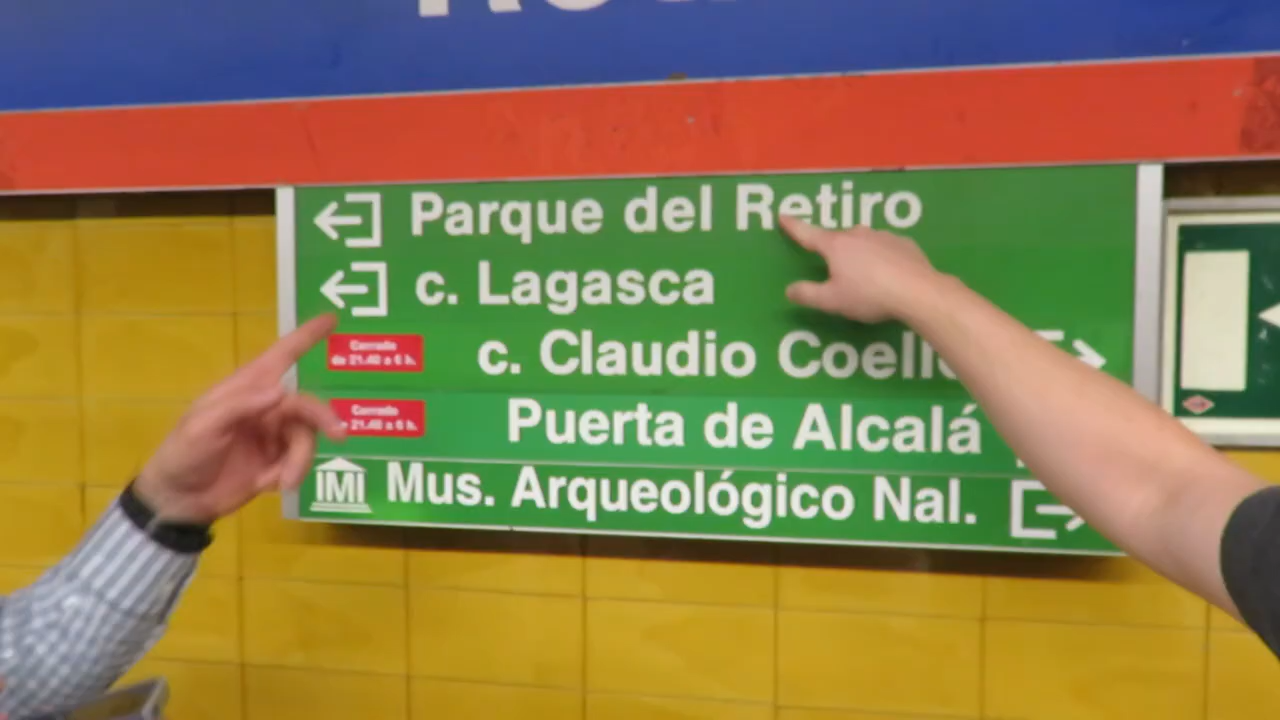 Parque del Retiro
c. Lagasca
Cerrado
de 21.40 a 6 h.
c. Claudio Coello
Cerrado
de 21.40 a 6 h.
Puerta de Alcalá
Mus. Arqueológico Nal.